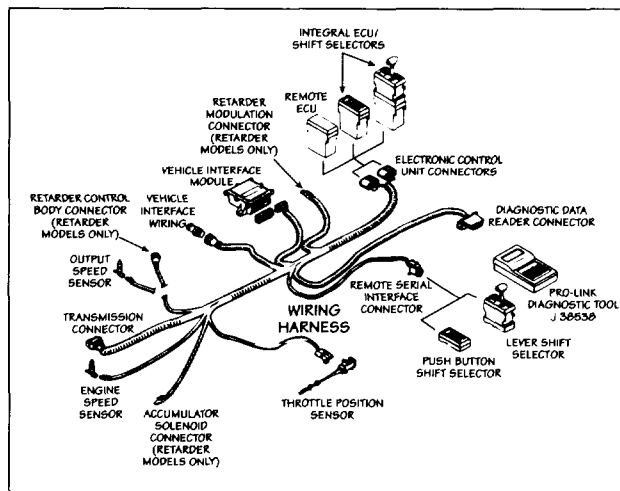 INTEGRAL ECU/
SHIFT SELECTORS
REMOTE
ECU
RETARDER
MODULATION
CONNECTOR
(RETARDER
MODELS ONLY)
VEHICLE INTERFACE
MODULE
ELECTRONIC CONTROL
UNIT CONNECTORS
RETARDER CONTROL
BODY CONNECTOR
(RETARDER
MODELS ONLY)
VEHICLE
INTERFACE
WIRING
DIAGNOSTIC DATA
READER CONNECTOR
OUTPUT
SPEED
SENSOR
REMOTE SERIAL
INTERFACE
CONNECTOR
PRO-LINK
DIAGNOSTIC TOOL
J 38538
WIRING
HARNESS
TRANSMISSION
CONNECTOR
LEVER SHIFT
SELECTOR
PUSH BUTTON
SHIFT SELECTOR
ENGINE
SPEED
SENSOR
ACCUMULATOR
SOLENOID
CONNECTOR
(RETARDER
MODELS ONLY)
THROTTLE POSITION
SENSOR